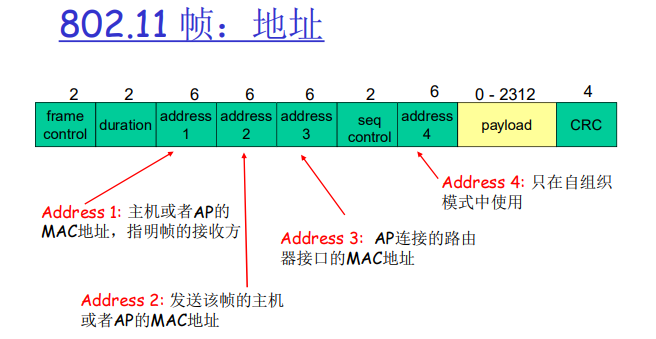 802.11 帧：地址
2 2 6 6 6 2 6 0 - 2312 4
frame control
duration
address 1
address 2
address 3
seq control
address 4
payload
CRC
Address 4: 只在自组织
模式中使用
Address 1: 主机或者AP的
MAC地址，指明帧的接收方
Address 3: AP连接的路由
器接口的MAC地址
Address 2: 发送该帧的主机
或者AP的MAC地址